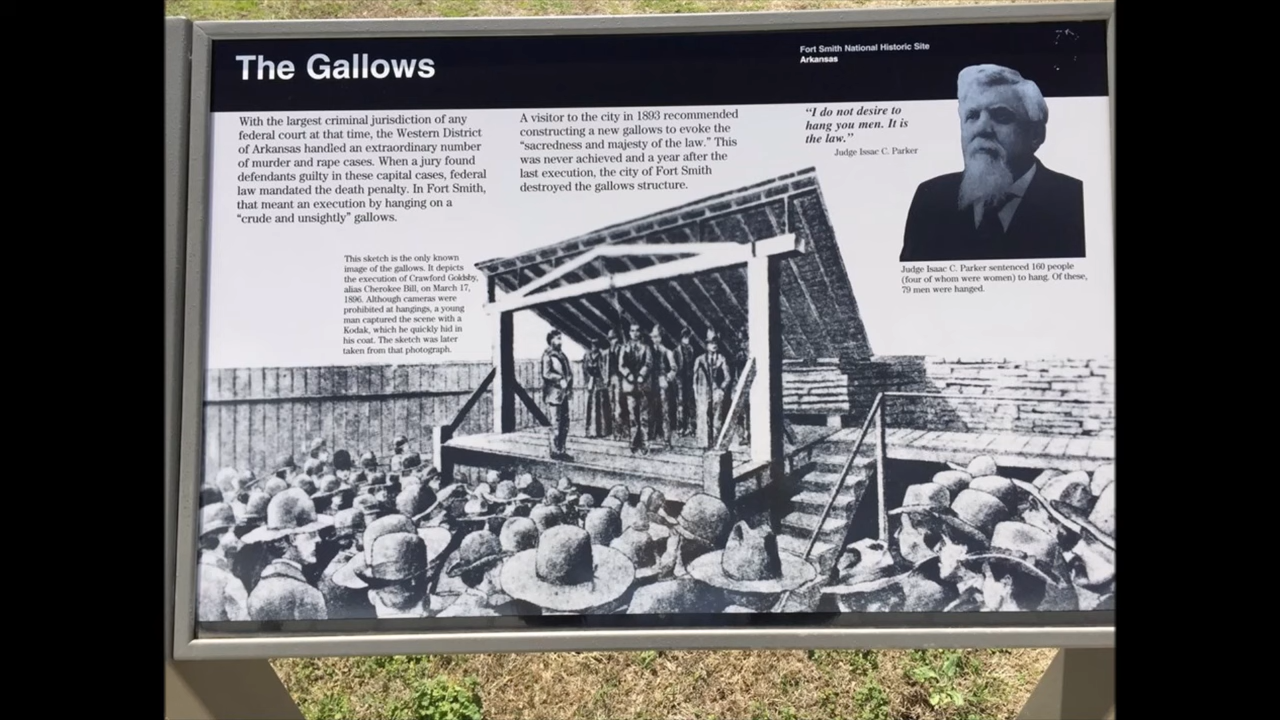 The Gallows
Fort Smith National Historic Site
Arkansas
With the largest criminal jurisdiction of any
federal court at that time, the Western District
of Arkansas handled an extraordinary number
of murder and rape cases. When a jury found
defendants guilty in these capital cases, federal
law mandated the death penalty. In Fort Smith,
that meant an execution by hanging on a
“crude and unsightly” gallows.
A visitor to the city in 1893 recommended
constructing a new gallows to evoke the
“sacredness and majesty of the law.” This
was never achieved and a year after the
last execution, the city of Fort Smith
destroyed the gallows structure.
“I do not desire to
hang you men. It is
the law.”
Judge Issac C. Parker
Judge Isaac C. Parker sentenced 160 people
(four of whom were women) to hang. Of these,
79 men were hanged.
This sketch is the only known
image of the gallows. It depicts
the execution of Crawford Goldsby,
alias Cherokee Bill, on March 17,
1896. Although cameras were
prohibited at hangings, a young
man captured the scene with a
Kodak, which he quickly hid in
his coat. The sketch was later
taken from that photograph.